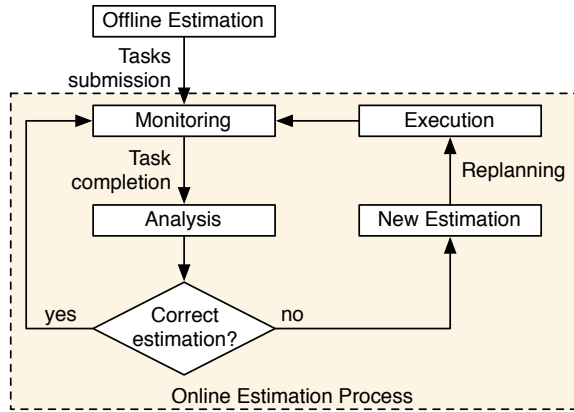 Offline Estimation
Tasks
submission
Monitoring
Execution
Task
completion
Replanning
Analysis
New Estimation
yes
Correct
estimation?
no
Online Estimation Process